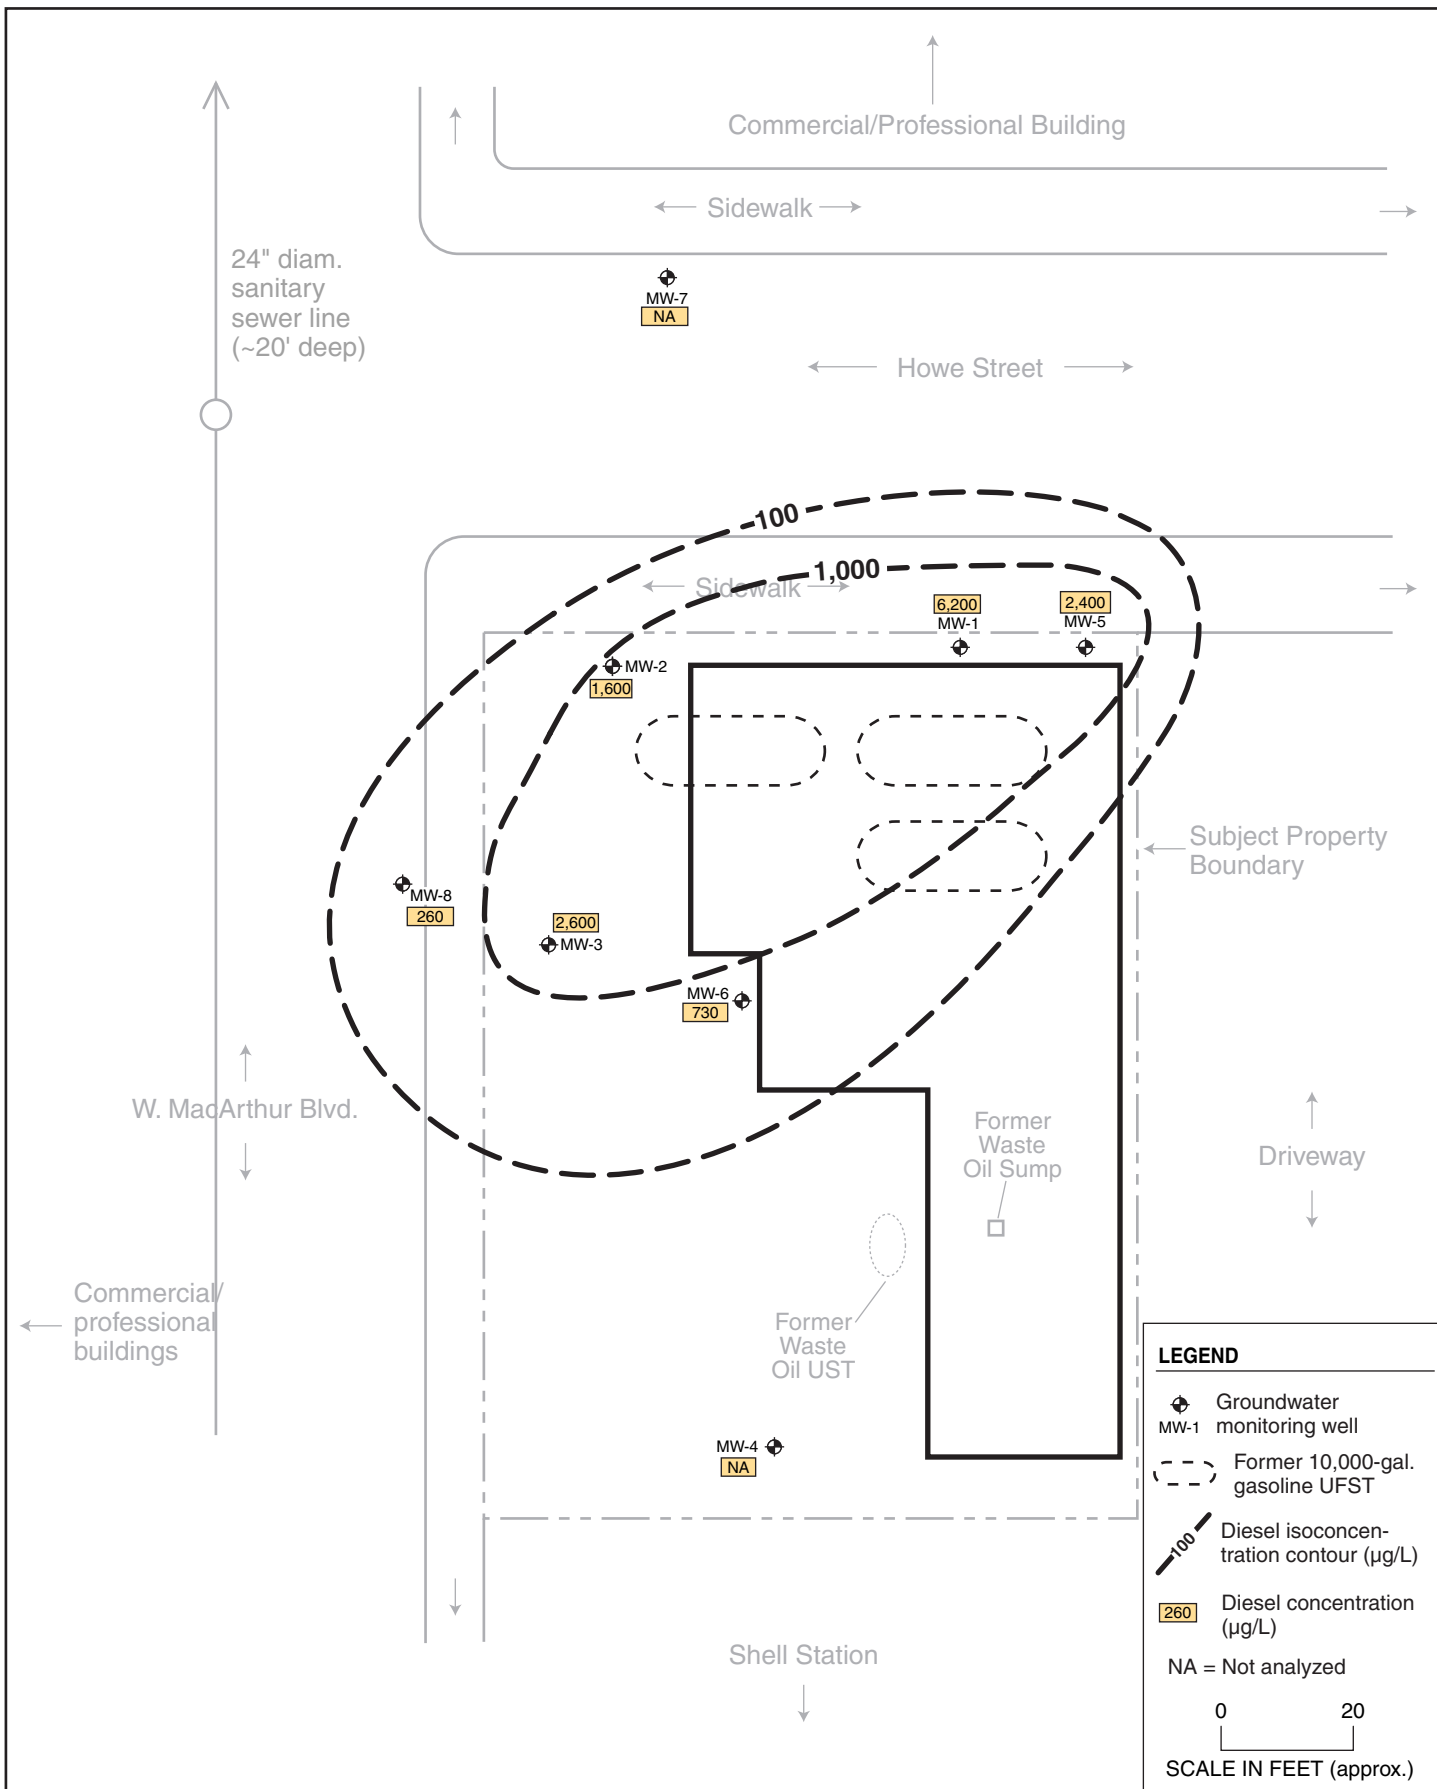 Commercial/Professional Building
Sidewalk
24" diam.
sanitary
sewer line
(~20' deep)
MW-7
NA
Howe Street
100
1,000
Sidewalk
6,200
MW-1
2,400
MW-5
MW-2
1,600
Subject Property
Boundary
MW-8
260
2,600
MW-3
MW-6
730
W. MacArthur Blvd.
Former
Waste
Oil Sump
Driveway
Commercial/
professional
buildings
Former
Waste
Oil UST
MW-4
NA
Shell Station
LEGEND
MW-1
Groundwater
monitoring well
Former 10,000-gal.
gasoline UFST
100
Diesel isoconcen-
tration contour (µg/L)
260
Diesel concentration
(µg/L)
NA = Not analyzed
0 20
SCALE IN FEET (approx.)